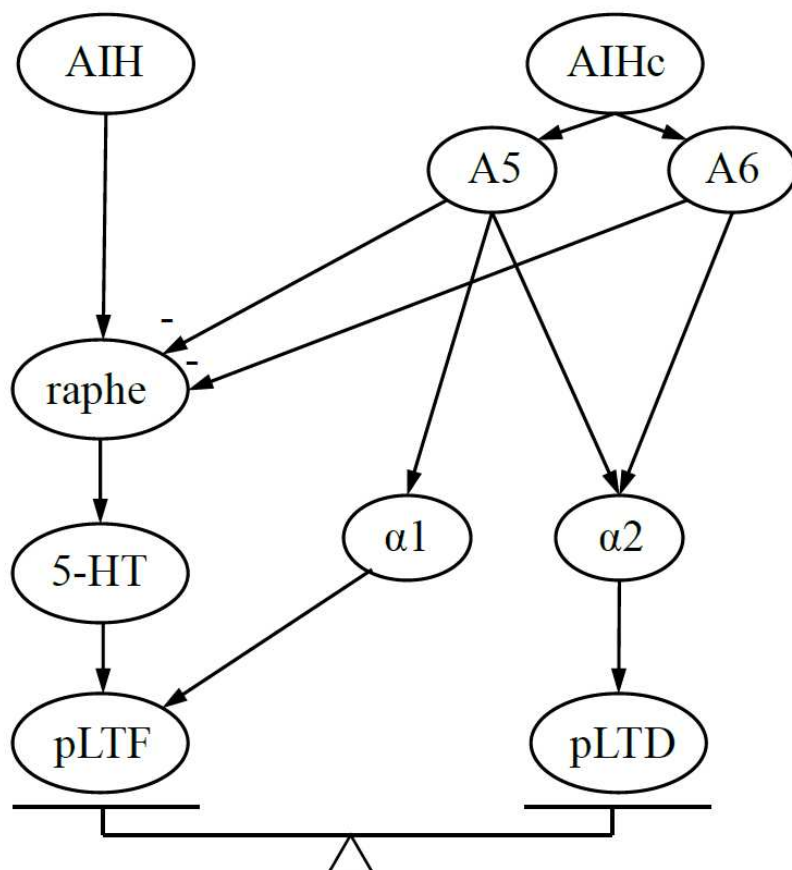 AIH
AIHc
A5
A6
-
-
raphe
α1
α2
5-HT
pLTF
pLTD